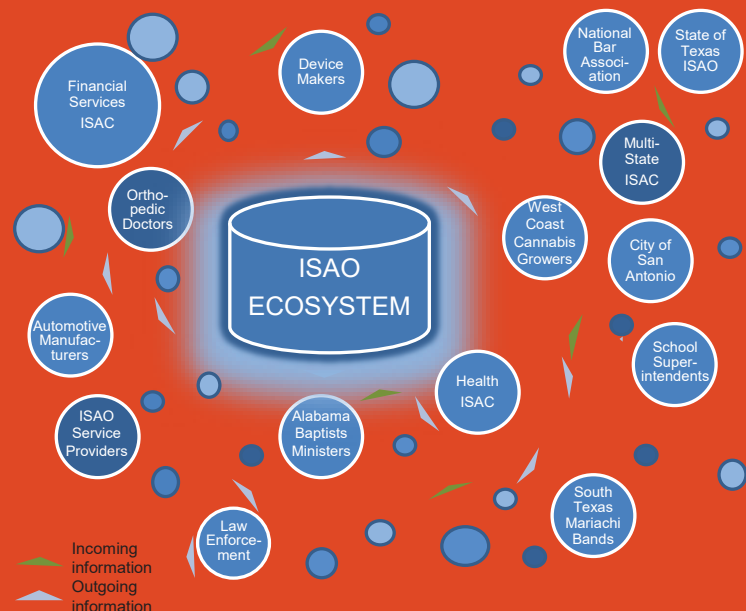 Financial
Services
ISAC
Device
Makers
National
Bar
Associ-
ation
State of
Texas
ISAO
Multi-
State
ISAC
Ortho-
pedic
Doctors
West
Coast
Cannabis
Growers
City of
San
Antonio
ISAO
ECOSYSTEM
Automotive
Manufac-
turers
School
Super-
intendents
Health
ISAC
ISAO
Service
Providers
Alabama
Baptists
Ministers
South
Texas
Mariachi
Bands
Law
Enforce-
ment
Incoming
information
Outgoing
information